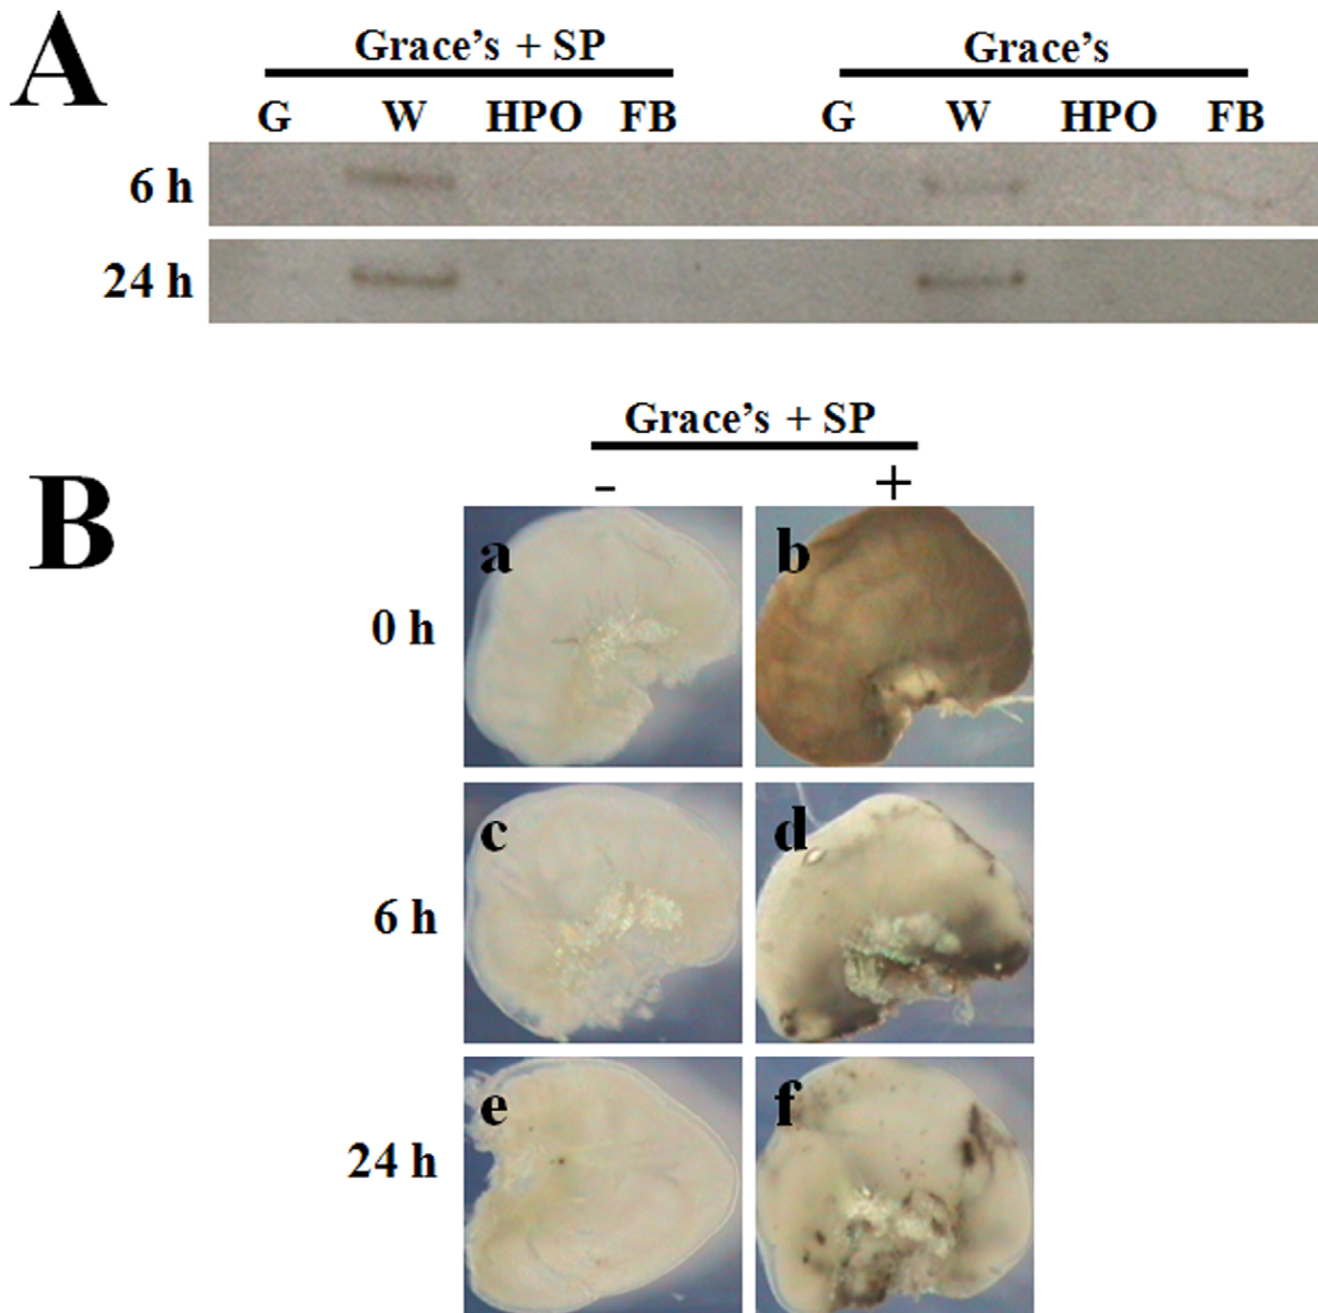 A
Grace's + SP Grace's
G W HPO FB G W HPO FB
6 h
24 h
B
Grace's + SP
- +
a b
0 h
c d
6 h
e f
24 h